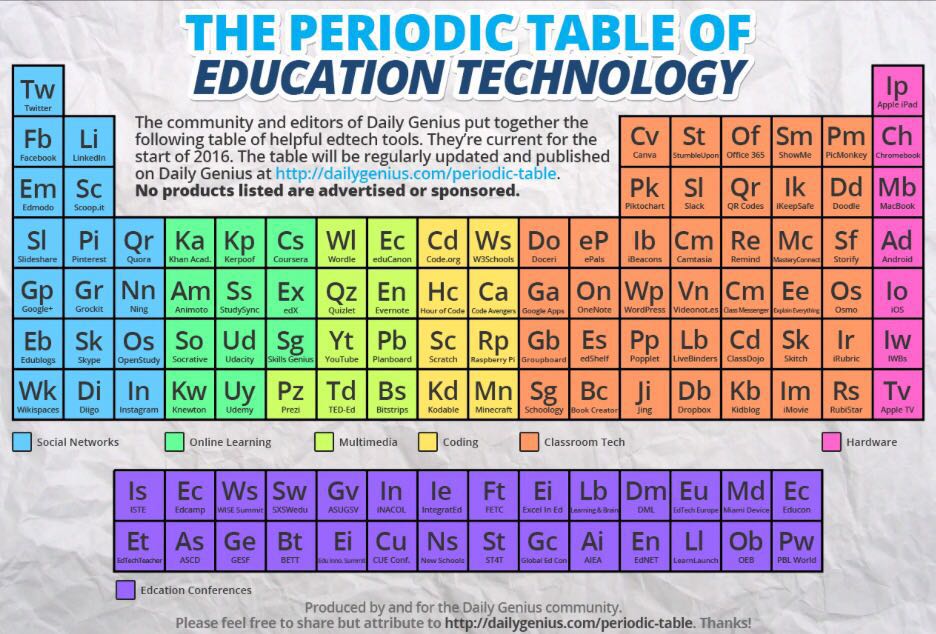 THE PERIODIC TABLE OF
EDUCATION TECHNOLOGY
Tw
Twitter
Ip
Apple iPad
The community and editors of Daily Genius put together the
following table of helpful edtech tools. They're current for the
start of 2016. The table will be regularly updated and published
on Daily Genius at http://dailygenius.com/periodic-table.
No products listed are advertised or sponsored.
Fb Li Cv St Of Sm Pm Ch
Facebook LinkedIn Canva StumbleUpon Office 365 ShowMe PicMonkey Chromebook
Em Sc Pk Sl Qr Ik Dd Mb
Edmodo Scoop.it Piktochart Slack QR Codes iKeepSafe Doodle MacBook
Sl Pi Qr Ka Kp Cs Wl Ec Cd Ws Do eP Ib Cm Re Mc Sf Ad
Slideshare Pinterest Quora Khan Acad. Kerpoof Coursera Wordle eduCanon Code.org W3Schools Doceri ePals iBeacons Camtasia Remind MasteryConnect Storify Android
Gp Gr Nn Am Ss Ex Qz En Hc Ca Ga On Wp Vn Cm Ee Os Io
Google+ Grockit Ning Animoto StudySync edX Quizlet Evernote Hour of Code Code Avengers Google Apps OneNote WordPress Videonot.es Class Messenger Explain Everything Osmo iOS
Eb Sk Os So Ud Sg Yt Pb Sc Rp Gb Es Pp Lb Cd Sk Ir Iw
Edublogs Skype OpenStudy Socrative Udacity Skills Genius YouTube Planboard Scratch Raspberry Pi Groupboard edShelf Popplet LiveBinders ClassDojo Skitch iRubric IWBs
Wk Di In Kw Uy Pz Td Bs Kd Mn Sg Bc Ji Db Kb Im Rs Tv
Wikispaces Diigo Instagram Knewton Udemy Prezi TED-Ed Bitstrips Kodable Minecraft Schoology Book Creator Jing Dropbox Kidblog iMovie RubiStar Apple TV
Social Networks Online Learning Multimedia Coding Classroom Tech Hardware
Is Ec Ws Sw Gv In Ie Ft Ei Lb Dm Eu Md Ec
ISTE Edcamp WISE Summit SXSWedu ASUGSV iNACOL IntegratEd FETC Excel In Ed Learning & Brain DML EdTech Europe Miami Device Educon
Et As Ge Bt Ei Cu Ns St Gc Ai En Ll Ob Pw
EdTechTeacher ASCD GESF BETT Edu Inno. Summit CUE Conf. New Schools ST4T Global Ed Con AIEA EdNET LearnLaunch OEB PBL World
Edcation Conferences
Produced by and for the Daily Genius community.
Please feel free to share but attribute to http://dailygenius.com/periodic-table. Thanks!